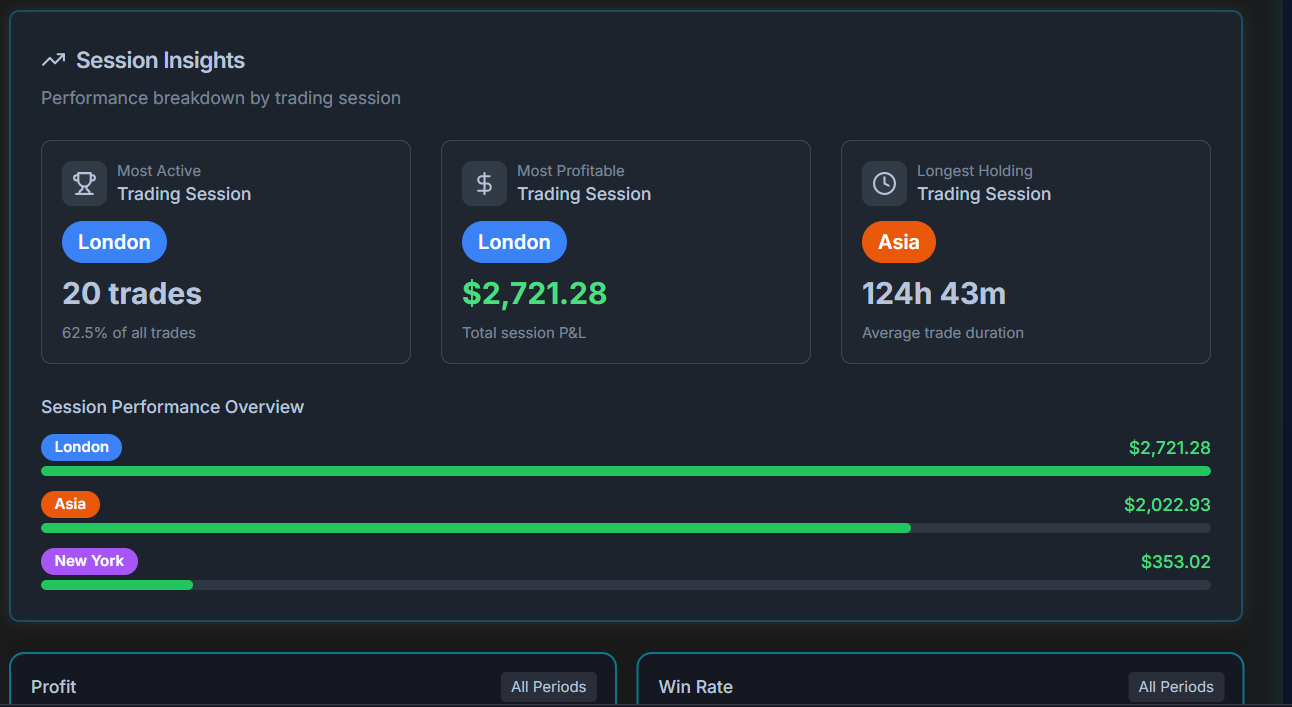 Session Insights
Performance breakdown by trading session
Most Active
Trading Session
London
20 trades
62.5% of all trades
Most Profitable
Trading Session
London
$2,721.28
Total session P&L
Longest Holding
Trading Session
Asia
124h 43m
Average trade duration
Session Performance Overview
London $2,721.28
Asia $2,022.93
New York $353.02
Profit All Periods
Win Rate All Periods